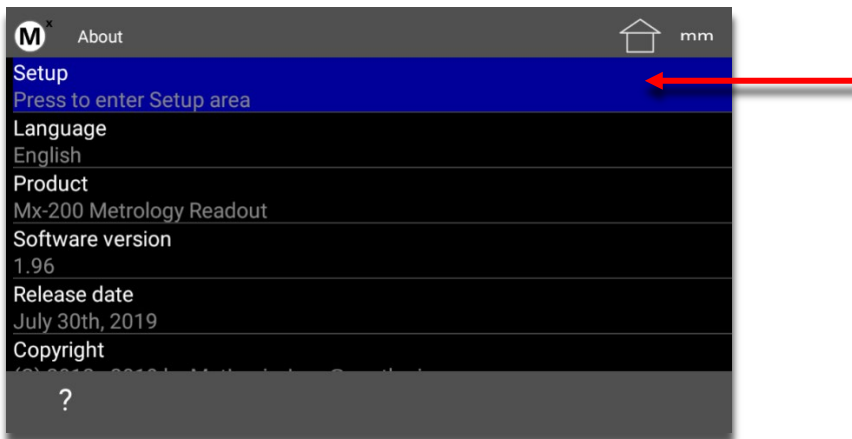 Mx About mm
Setup
Press to enter Setup area
Language
English
Product
Mx-200 Metrology Readout
Software version
1.96
Release date
July 30th, 2019
Copyright
?